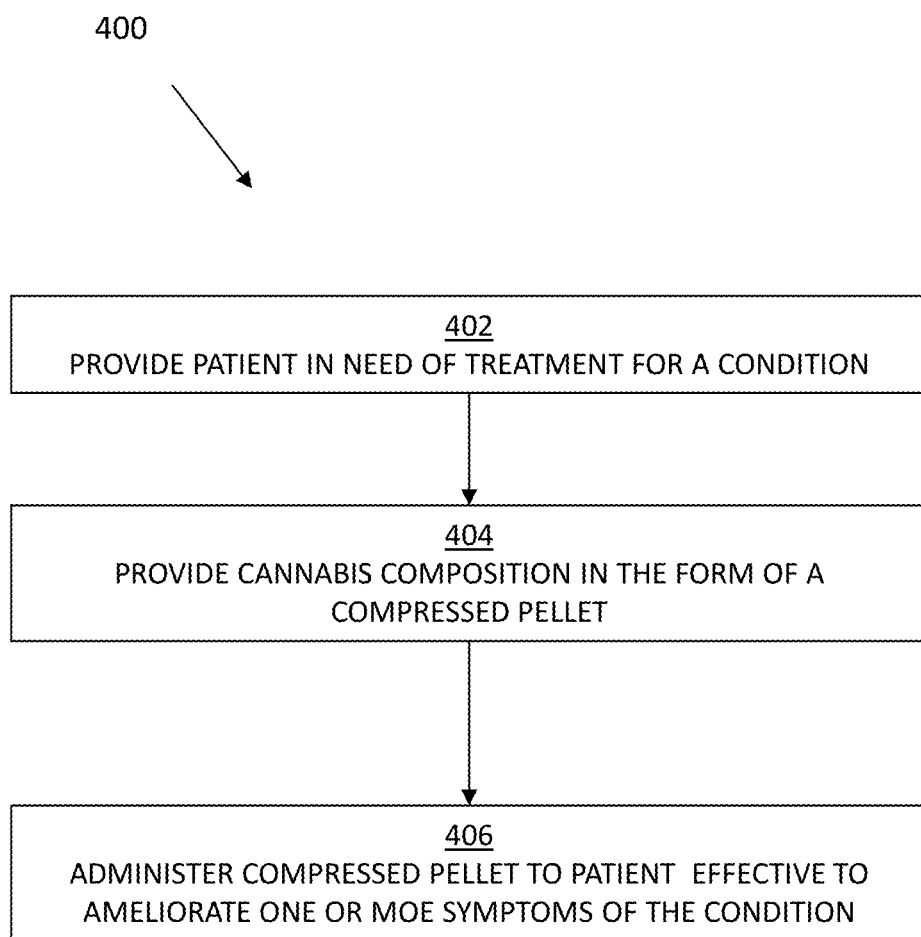 400
402
PROVIDE PATIENT IN NEED OF TREATMENT FOR A CONDITION
404
PROVIDE CANNABIS COMPOSITION IN THE FORM OF A
COMPRESSED PELLET
406
ADMINISTER COMPRESSED PELLET TO PATIENT EFFECTIVE TO
AMELIORATE ONE OR MOE SYMPTOMS OF THE CONDITION